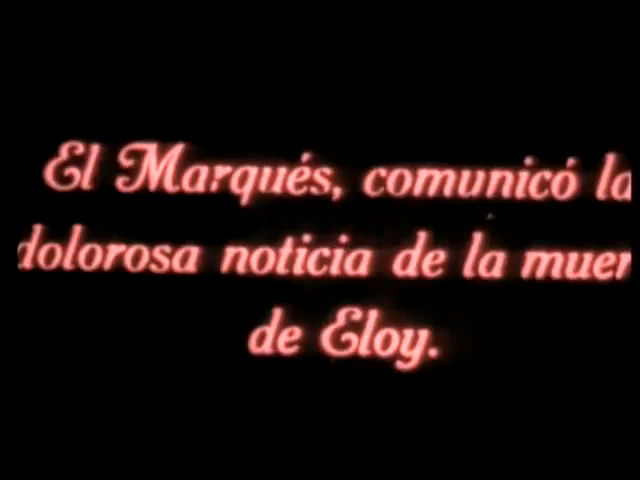 El Marqués, comunicó la
dolorosa noticia de la muer
de Eloy.